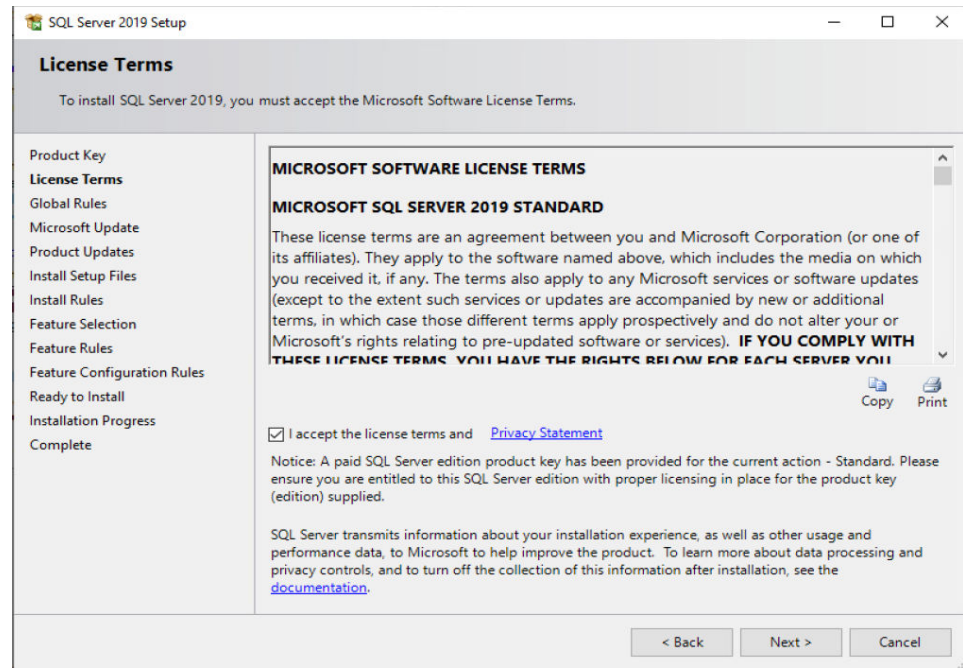 SQL Server 2019 Setup
License Terms
To install SQL Server 2019, you must accept the Microsoft Software License Terms.
Product Key
License Terms
Global Rules
Microsoft Update
Product Updates
Install Setup Files
Install Rules
Feature Selection
Feature Rules
Feature Configuration Rules
Ready to Install
Installation Progress
Complete
MICROSOFT SOFTWARE LICENSE TERMS
MICROSOFT SQL SERVER 2019 STANDARD
These license terms are an agreement between you and Microsoft Corporation (or one of
its affiliates). They apply to the software named above, which includes the media on which
you received it, if any. The terms also apply to any Microsoft services or software updates
(except to the extent such services or updates are accompanied by new or additional
terms, in which case those different terms apply prospectively and do not alter your or
Microsoft's rights relating to pre-updated software or services). IF YOU COMPLY WITH
THESE LICENSE TERMS, YOU HAVE THE RIGHTS BELOW FOR EACH SERVER YOU
Copy Print
I accept the license terms and Privacy Statement
Notice: A paid SQL Server edition product key has been provided for the current action - Standard. Please
ensure you are entitled to this SQL Server edition with proper licensing in place for the product key
(edition) supplied.
SQL Server transmits information about your installation experience, as well as other usage and
performance data, to Microsoft to help improve the product. To learn more about data processing and
privacy controls, and to turn off the collection of this information after installation, see the
documentation.
< Back Next > Cancel